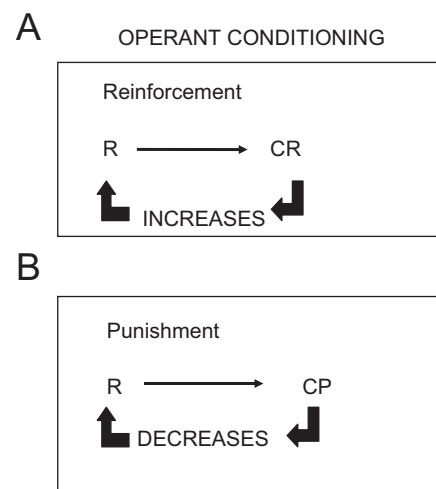 A
OPERANT CONDITIONING
Reinforcement
R CR
INCREASES
B
Punishment
R CP
DECREASES